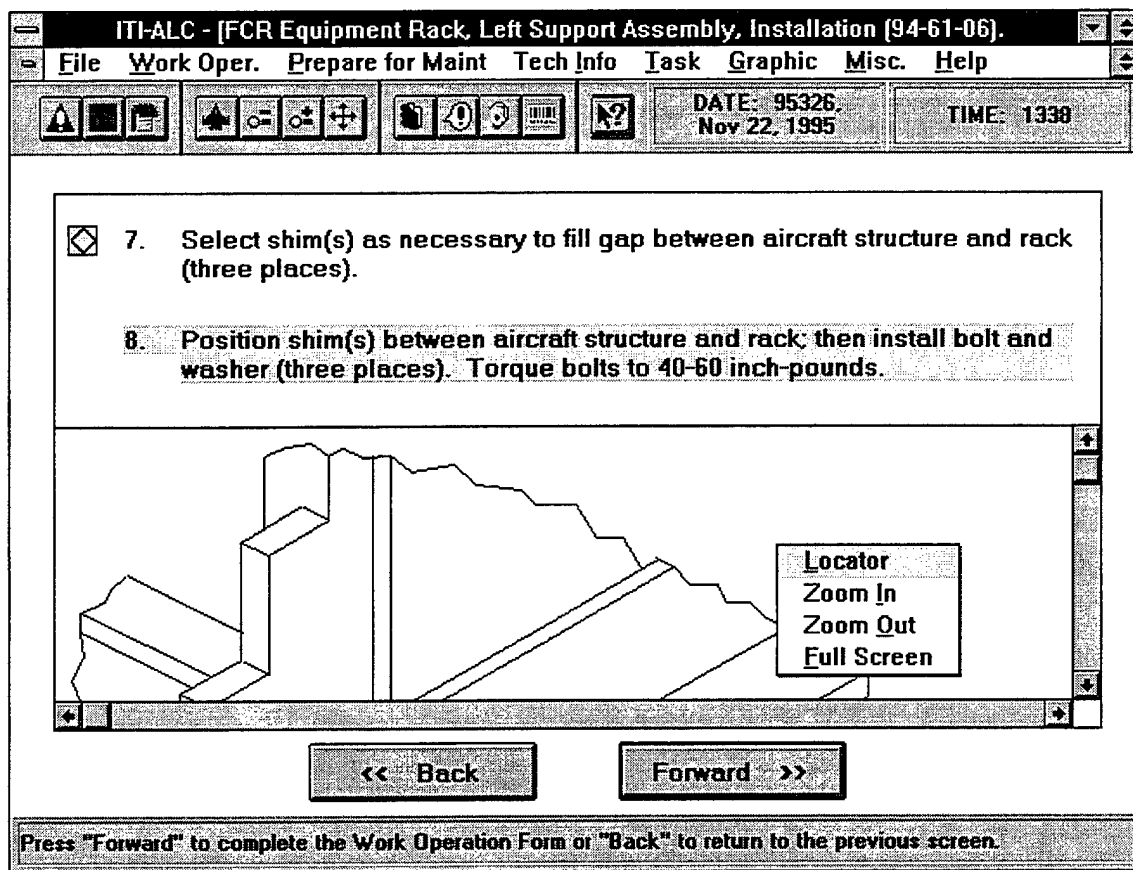 ITI-ALC - [FCR Equipment Rack, Left Support Assembly, Installation (94-61-06).
File Work Oper. Prepare for Maint Tech Info Task Graphic Misc. Help
DATE: 95326,
Nov 22, 1995
TIME: 1338
7. Select shim(s) as necessary to fill gap between aircraft structure and rack
(three places).
8. Position shim(s) between aircraft structure and rack; then install bolt and
washer (three places). Torque bolts to 40-60 inch-pounds.
Locator
Zoom In
Zoom Out
Full Screen
<< Back
Forward >>
Press "Forward" to complete the Work Operation Form or "Back" to return to the previous screen.